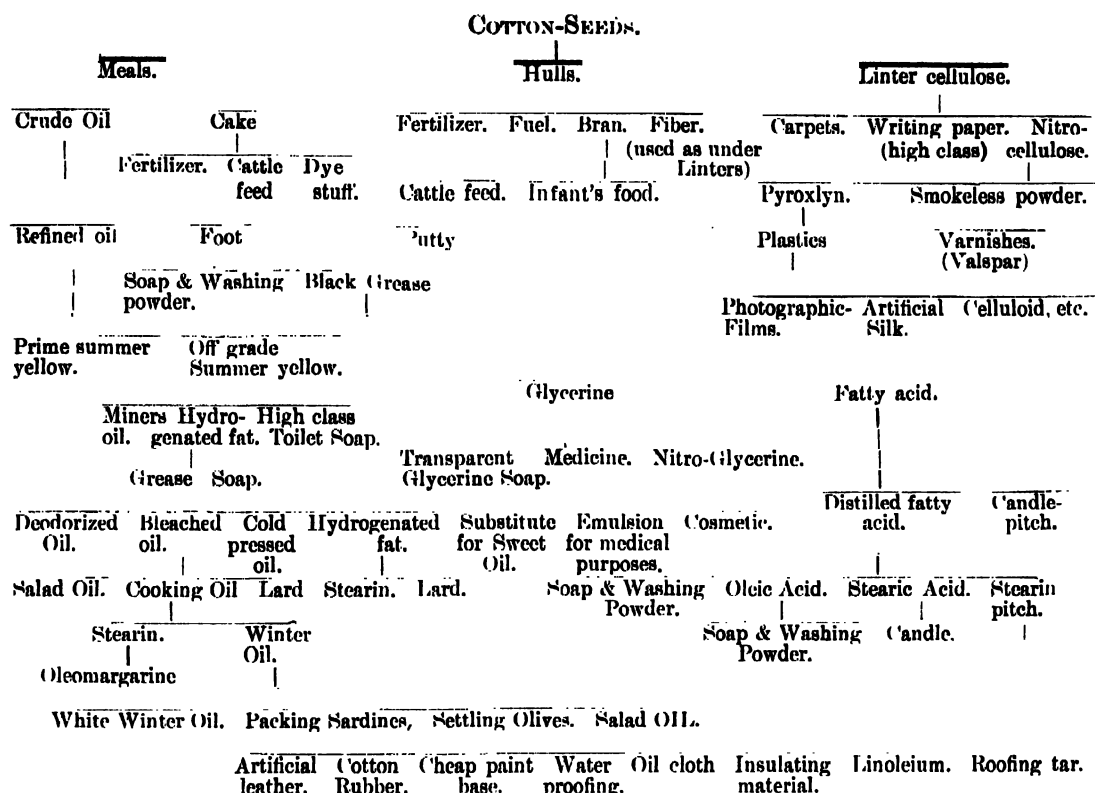 COTTON-SEEDS.
Meals. Hulls. Linter cellulose.
Crude Oil Cake Fertilizer. Fuel. Bran. Fiber. Carpets. Writing paper. Nitro-
(used as under (high class) cellulose.
Fertilizer. Cattle Dye Linters)
feed stuff. Cattle feed. Infant's food. Pyroxlyn. Smokeless powder.
Refined oil Foot Putty Plastics Varnishes.
(Valspar)
Soap & Washing Black Grease
powder.
Photographic- Artificial Celluloid, etc.
Films. Silk.
Prime summer Off grade
yellow. Summer yellow.
Glycerine Fatty acid.
Miners Hydro- High class
oil. genated fat. Toilet Soap.
Transparent Medicine. Nitro-Glycerine.
Grease Soap. Glycerine Soap.
Distilled fatty Candle-
acid. pitch.
Deodorized Bleached Cold Hydrogenated Substitute Emulsion Cosmetic.
Oil. oil. pressed fat. for Sweet for medical
oil. Oil. purposes.
Salad Oil. Cooking Oil Lard Stearin. Lard. Soap & Washing Oleic Acid. Stearic Acid. Stearin
Powder. pitch.
Stearin. Winter Soap & Washing Candle.
Oil. Powder.
Oleomargarine
White Winter Oil. Packing Sardines, Settling Olives. Salad OIL.
Artificial Cotton Cheap paint Water Oil cloth Insulating Linoleium. Roofing tar.
leather. Rubber. base. proofing. material.